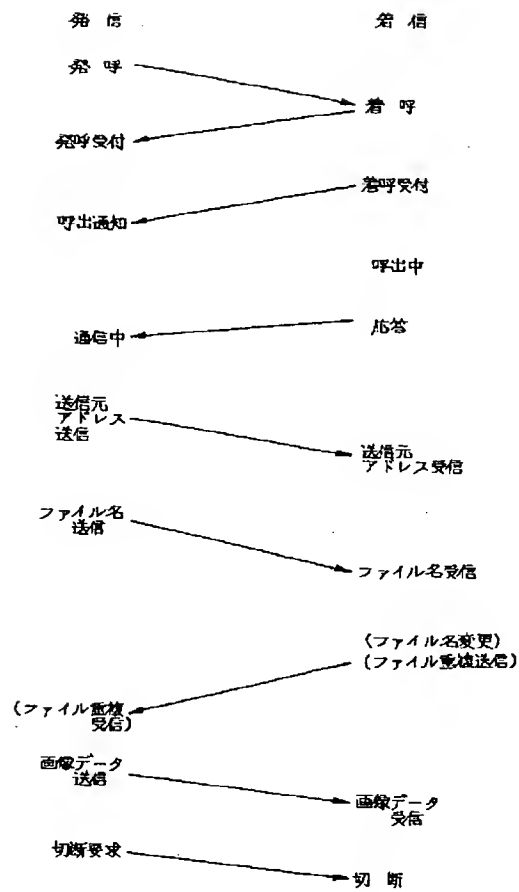 発信 着信
発呼
着呼
発呼受付
着呼受付
呼出通知
呼出中
応答
通信中
送信元
アドレス
送信
送信元
アドレス受信
ファイル名
送信
ファイル名受信
(ファイル名変更)
(ファイル重複送信)
(ファイル重複
受信)
画像データ
送信
画像データ
受信
切断要求
切断